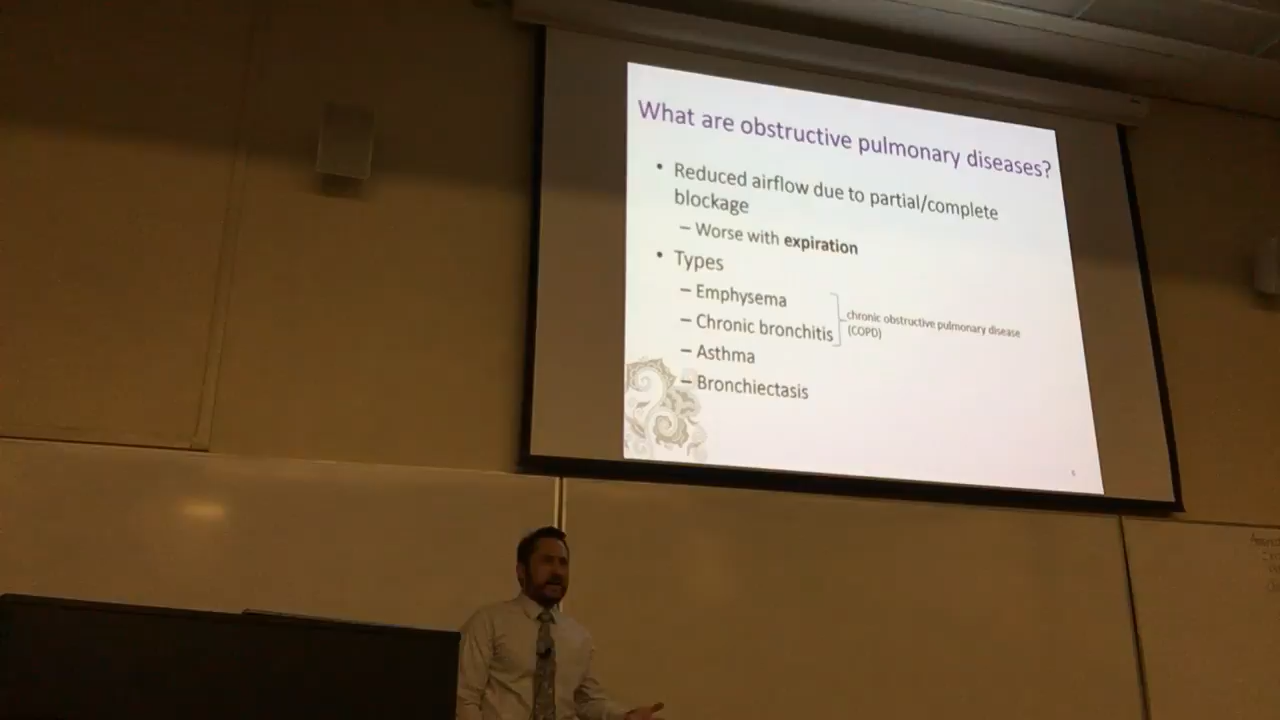 What are obstructive pulmonary diseases?
• Reduced airflow due to partial/complete
blockage
– Worse with expiration
• Types
– Emphysema
– Chronic bronchitis
chronic obstructive pulmonary disease
(COPD)
– Asthma
– Bronchiectasis